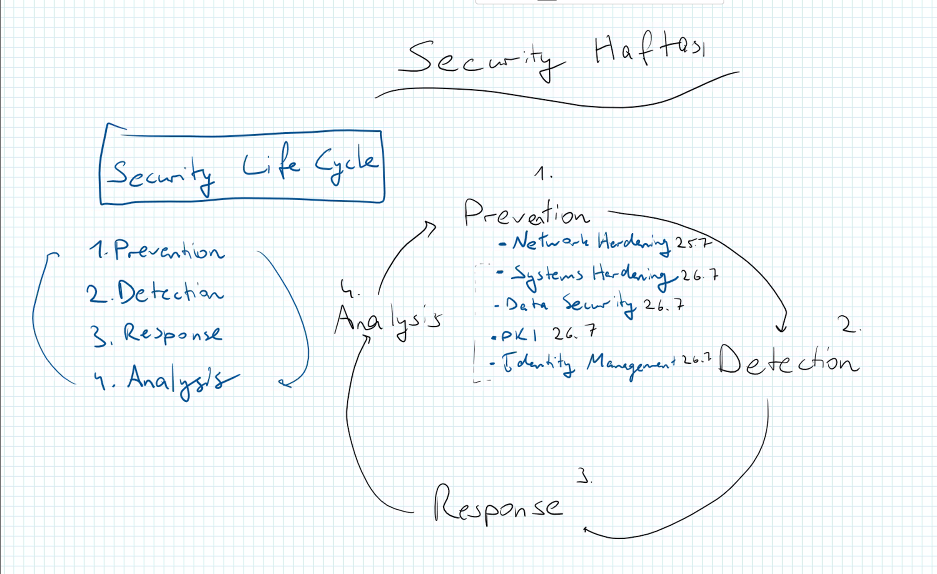 Security Haftası
Security Life Cycle
1. Prevention
2. Detection
3. Response
4. Analysis
1.
Prevention
- Network Herdening 25.7
- Systems Herdening 26.7
- Data Security 26.7
- PKI 26.7
- Identity Management 26.7
2.
Detection
3.
Response
4.
Analysis